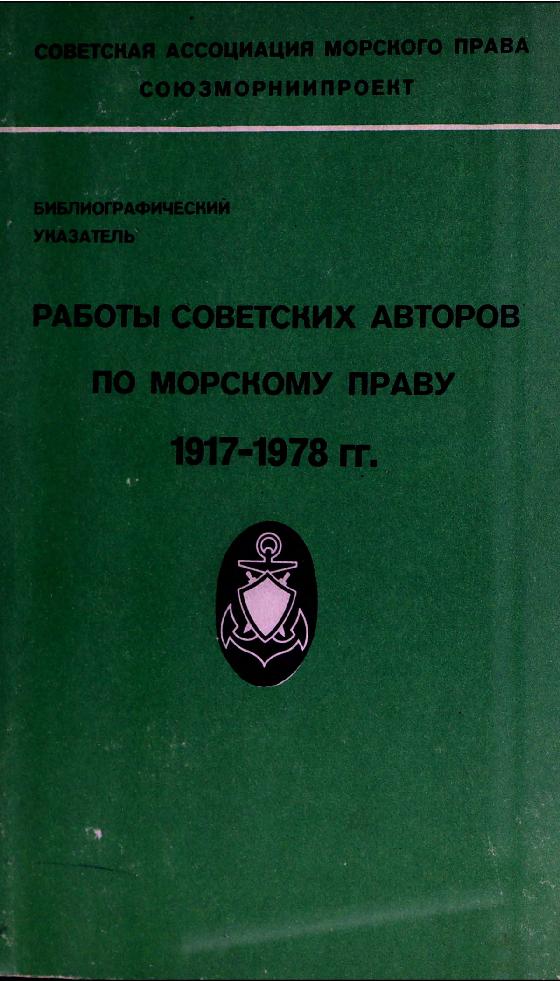 СОВЕТСКАЯ АССОЦИАЦИЯ МОРСКОГО ПРАВА
СОЮЗМОРНИИПРОЕКТ
БИБЛИОГРАФИЧЕСКИЙ
УКАЗАТЕЛЬ
РАБОТЫ СОВЕТСКИХ АВТОРОВ
ПО МОРСКОМУ ПРАВУ
1917-1978 гг.